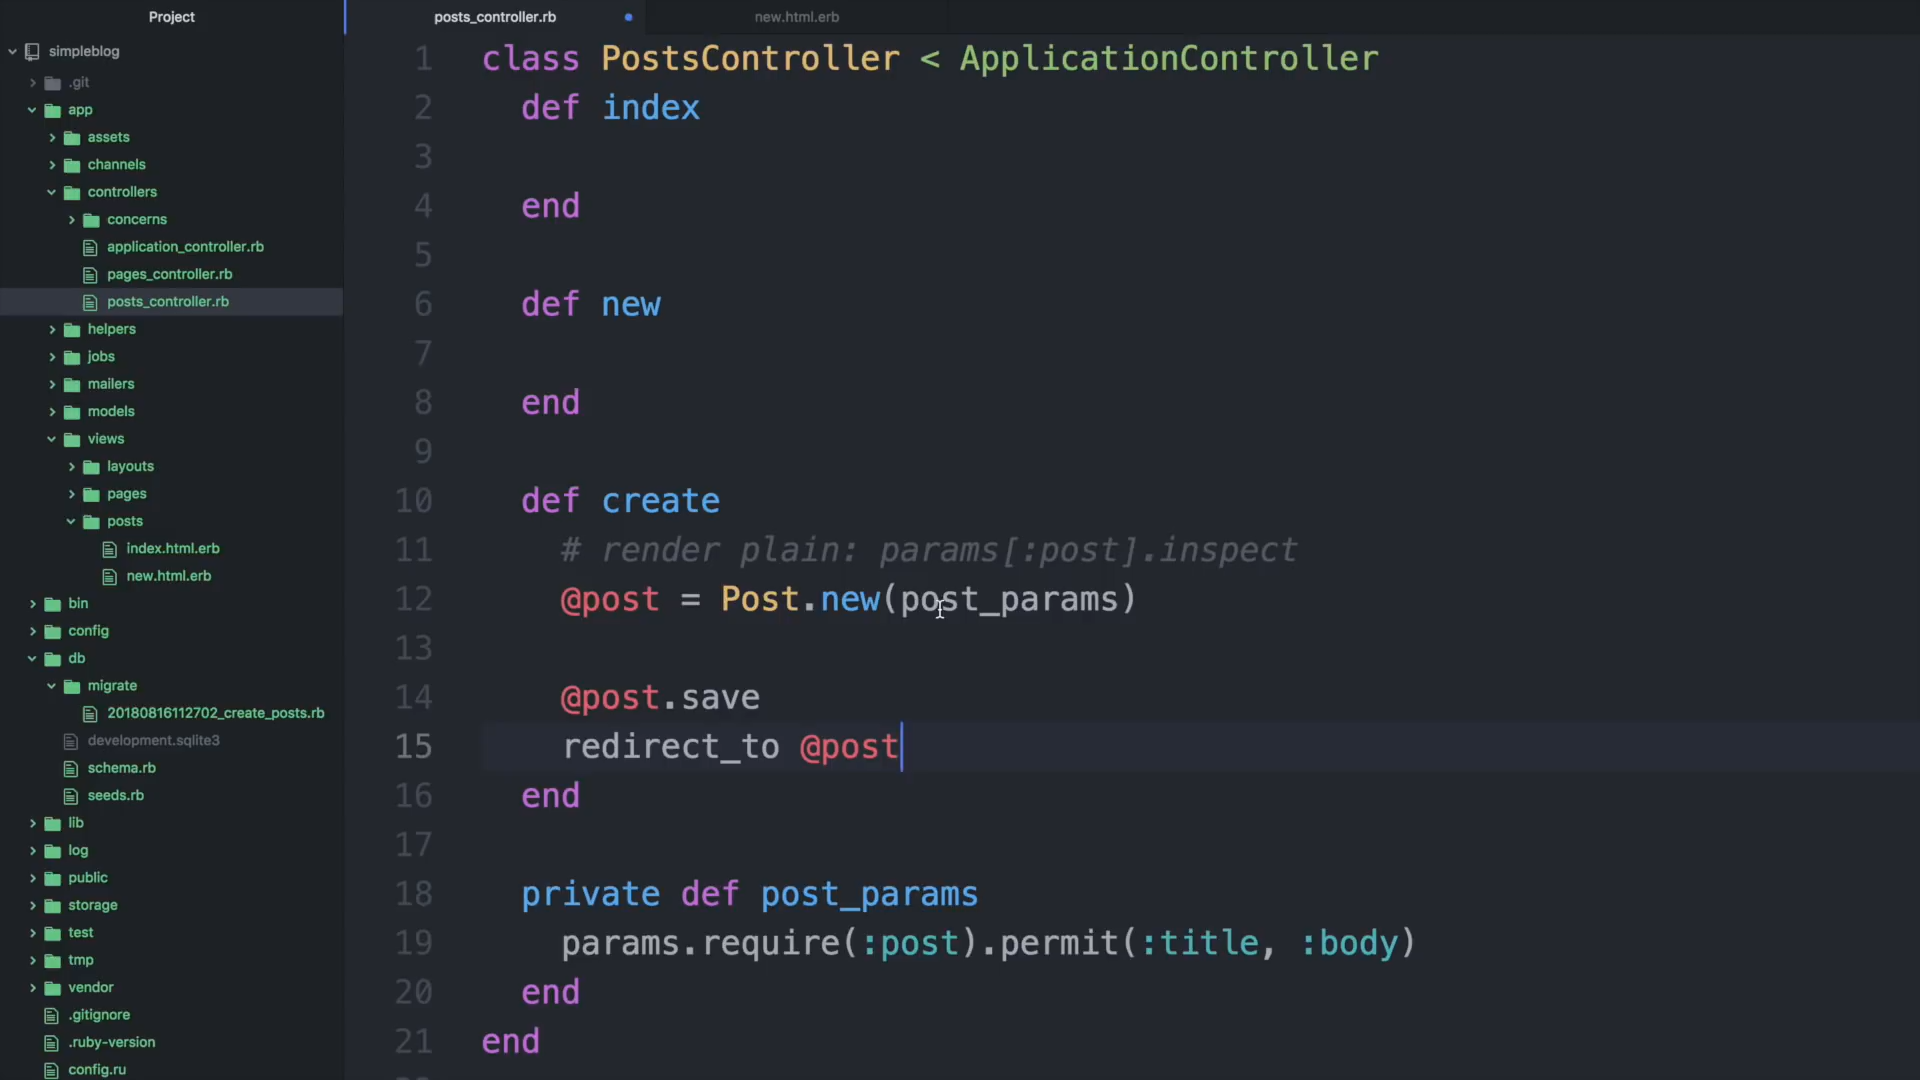 Project
simpleblog
.git
app
assets
channels
controllers
concerns
application_controller.rb
pages_controller.rb
posts_controller.rb
helpers
jobs
mailers
models
views
layouts
pages
posts
index.html.erb
new.html.erb
bin
config
db
migrate
20180816112702_create_posts.rb
development.sqlite3
schema.rb
seeds.rb
lib
log
public
storage
test
tmp
vendor
.gitignore
.ruby-version
config.ru
posts_controller.rb
new.html.erb
1 class PostsController < ApplicationController
2   def index
3
4   end
5
6   def new
7
8   end
9
10   def create
11     # render plain: params[:post].inspect
12     @post = Post.new(post_params)
13
14     @post.save
15     redirect_to @post
16   end
17
18   private def post_params
19     params.require(:post).permit(:title, :body)
20   end
21 end